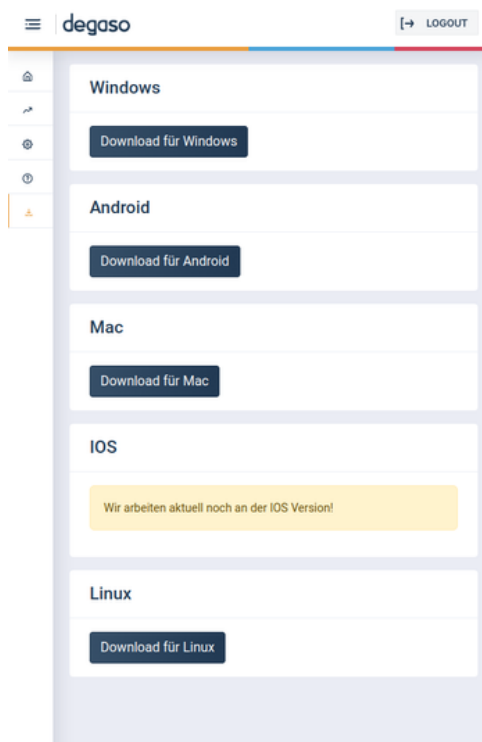 degaso
LOGOUT
Windows
Download für Windows
Android
Download für Android
Mac
Download für Mac
IOS
Wir arbeiten aktuell noch an der IOS Version!
Linux
Download für Linux